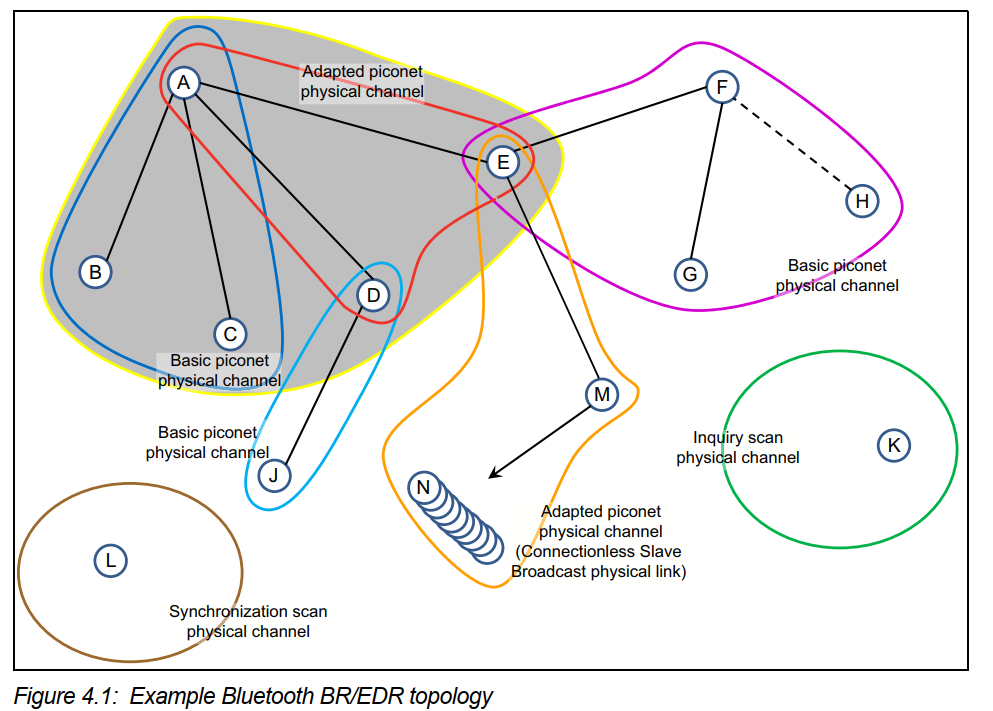 Adapted piconet
physical channel
A
F
E
H
B
G
Basic piconet
physical channel
D
C
Basic piconet
physical channel
M
Basic piconet
physical channel
Inquiry scan
physical channel
K
J
N
Adapted piconet
physical channel
(Connectionless Slave
Broadcast physical link)
L
Synchronization scan
physical channel
Figure 4.1: Example Bluetooth BR/EDR topology